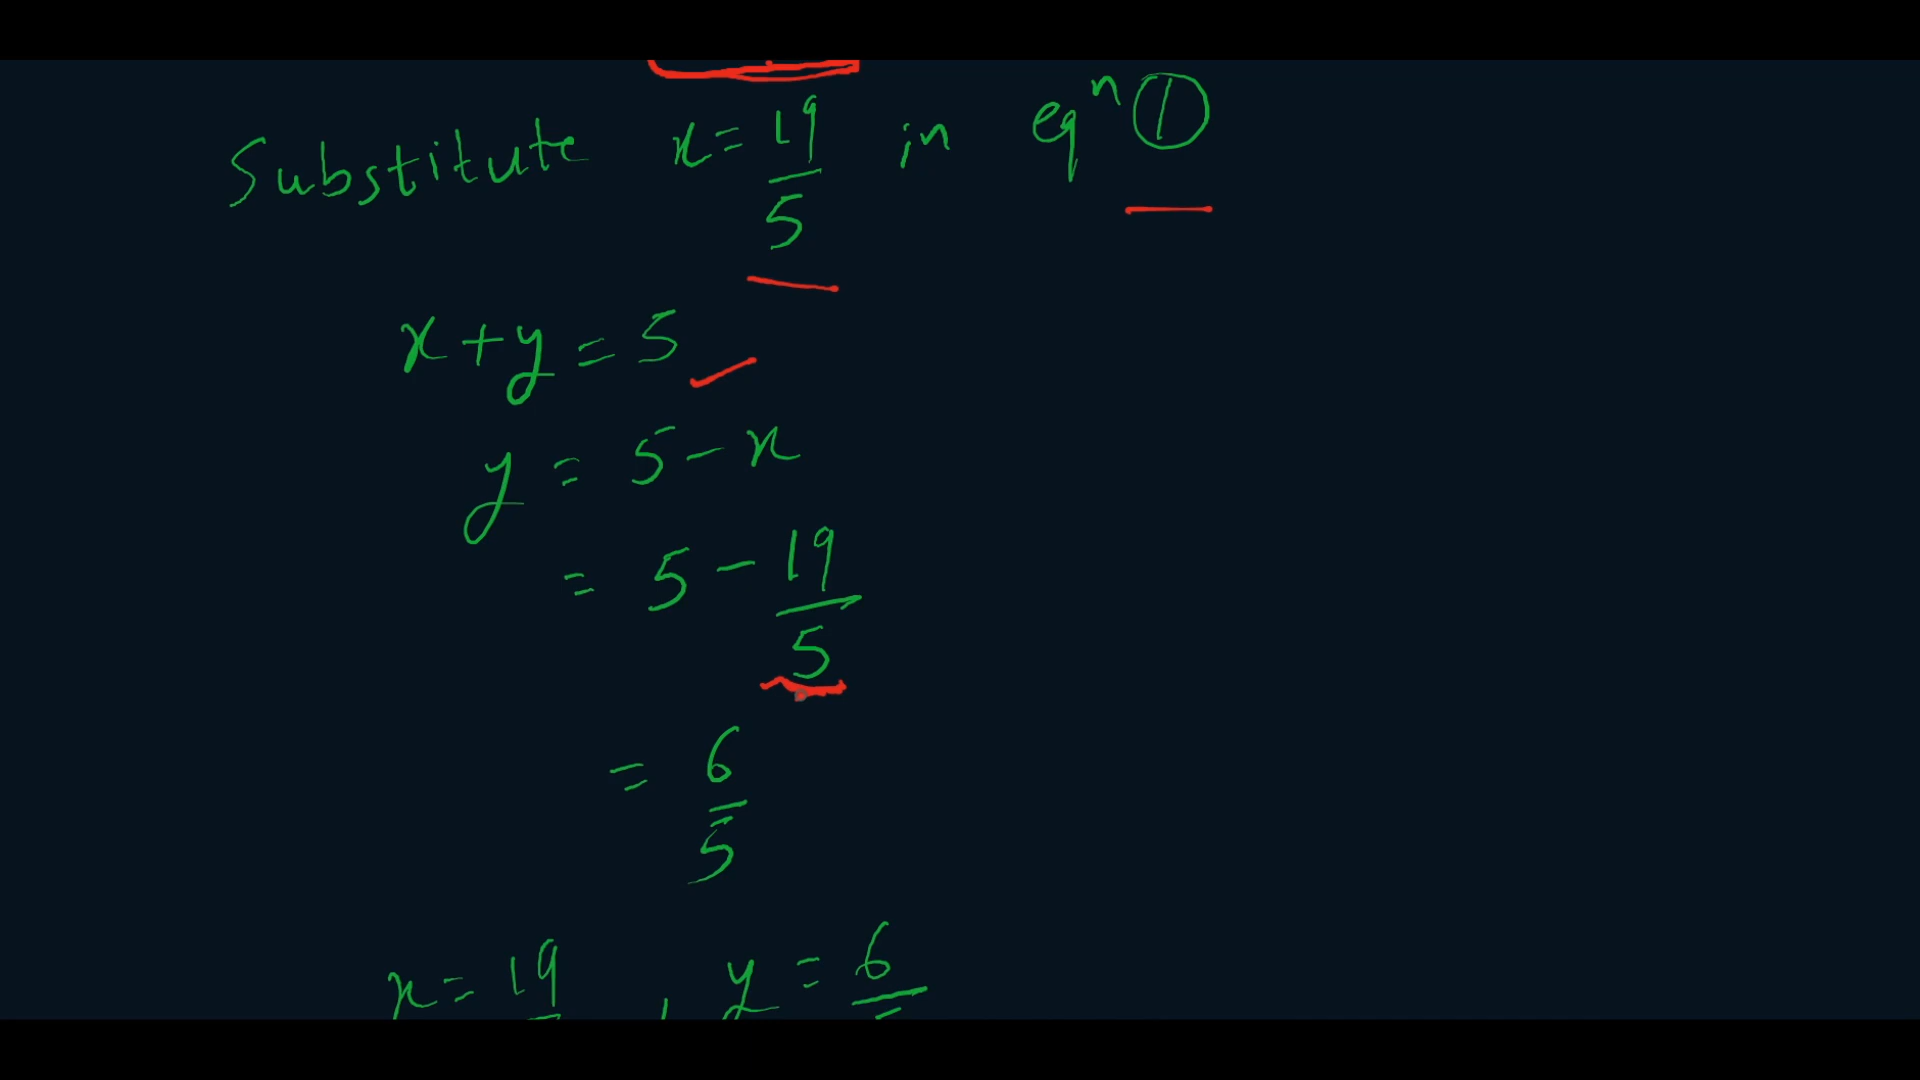 Substitute x = 19/5 in eqⁿ ①
x + y = 5
y = 5 - x
= 5 - 19/5
= 6/5
x = 19 , y = 6